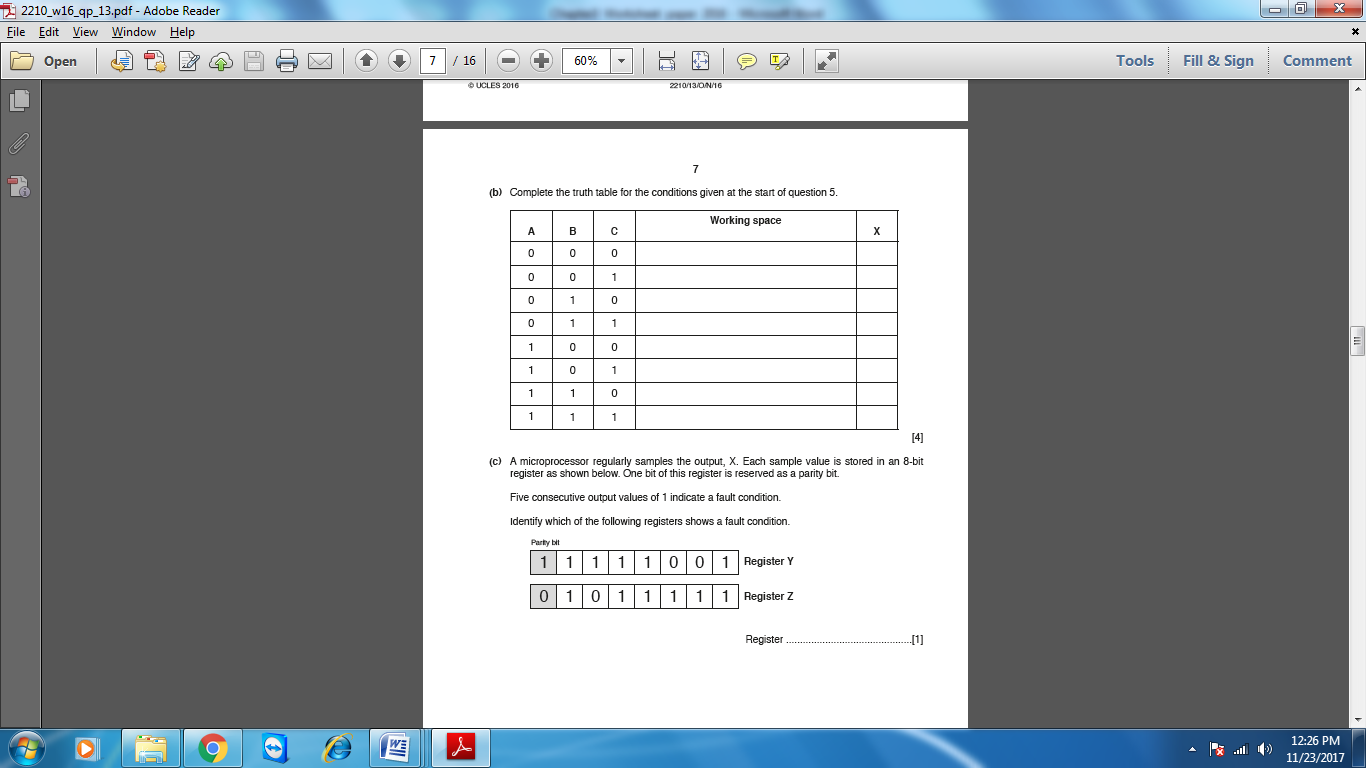 2210_w16_qp_13.pdf - Adobe Reader
File Edit View Window Help
Open 7 / 16 60% Tools Fill & Sign Comment
© UCLES 2016 2210/13/O/N/16
7
(b) Complete the truth table for the conditions given at the start of question 5.
A B C Working space X
0 0 0
0 0 1
0 1 0
0 1 1
1 0 0
1 0 1
1 1 0
1 1 1
[4]
(c) A microprocessor regularly samples the output, X. Each sample value is stored in an 8-bit
register as shown below. One bit of this register is reserved as a parity bit.
Five consecutive output values of 1 indicate a fault condition.
Identify which of the following registers shows a fault condition.
Parity bit
1 1 1 1 1 0 0 1 Register Y
0 1 0 1 1 1 1 1 Register Z
Register .............................................[1]
12:26 PM
11/23/2017